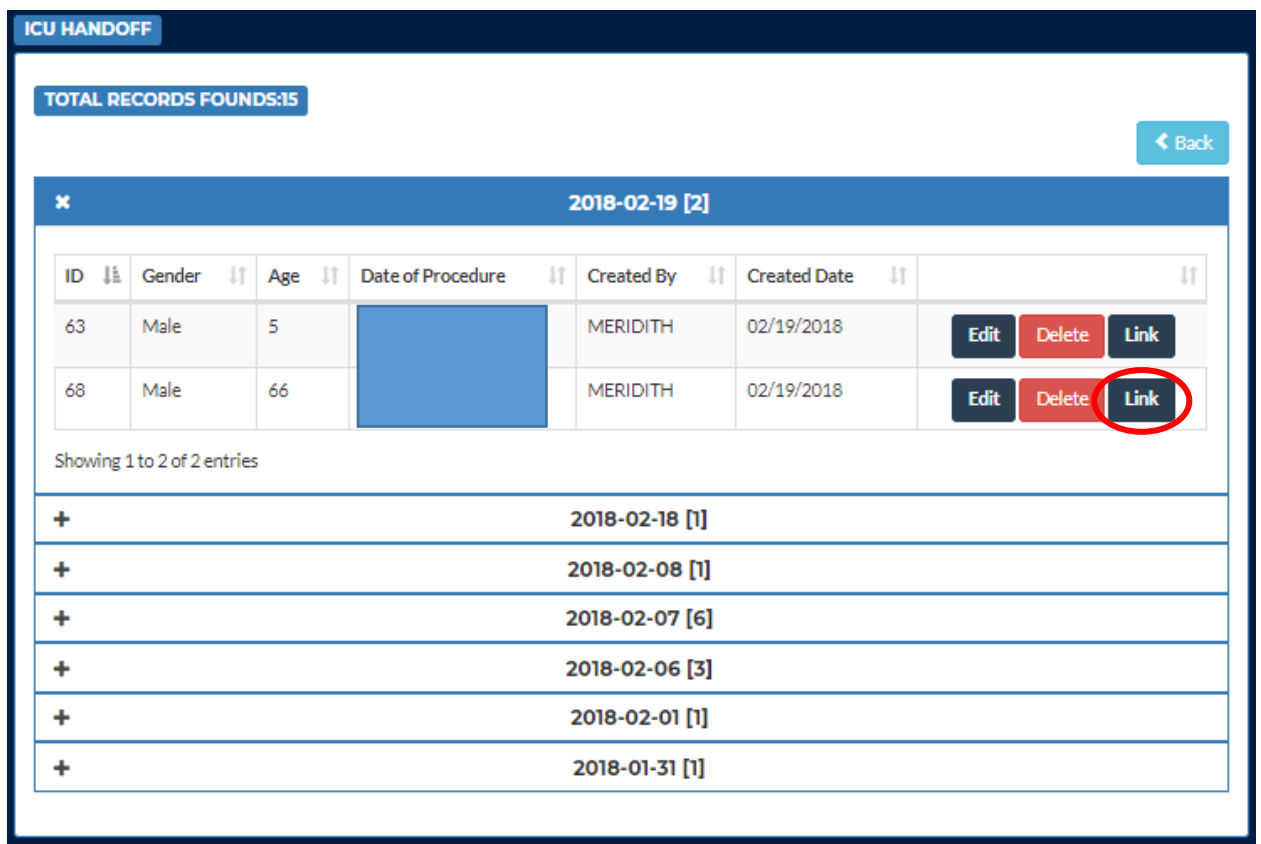 ICU HANDOFF
TOTAL RECORDS FOUNDS:15
Back
2018-02-19 [2]
ID Gender Age Date of Procedure Created By Created Date
63 Male 5 MERIDITH 02/19/2018 Edit Delete Link
68 Male 66 MERIDITH 02/19/2018 Edit Delete Link
Showing 1 to 2 of 2 entries
2018-02-18 [1]
2018-02-08 [1]
2018-02-07 [6]
2018-02-06 [3]
2018-02-01 [1]
2018-01-31 [1]